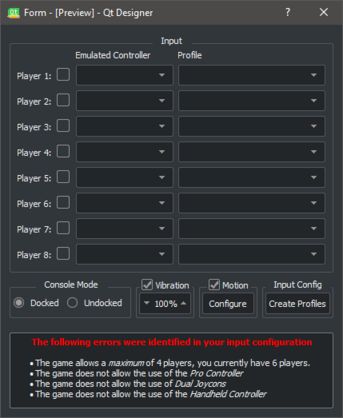 Form - [Preview] - Qt Designer
Input
Emulated Controller Profile
Player 1:
Player 2:
Player 3:
Player 4:
Player 5:
Player 6:
Player 7:
Player 8:
Console Mode
Docked Undocked
Vibration
100%
Motion
Configure
Input Config
Create Profiles
The following errors were identified in your input configuration
• The game allows a maximum of 4 players, you currently have 6 players.
• The game does not allow the use of the Pro Controller
• The game does not allow the use of Dual Joycons
• The game does not allow the use of the Handheld Controller